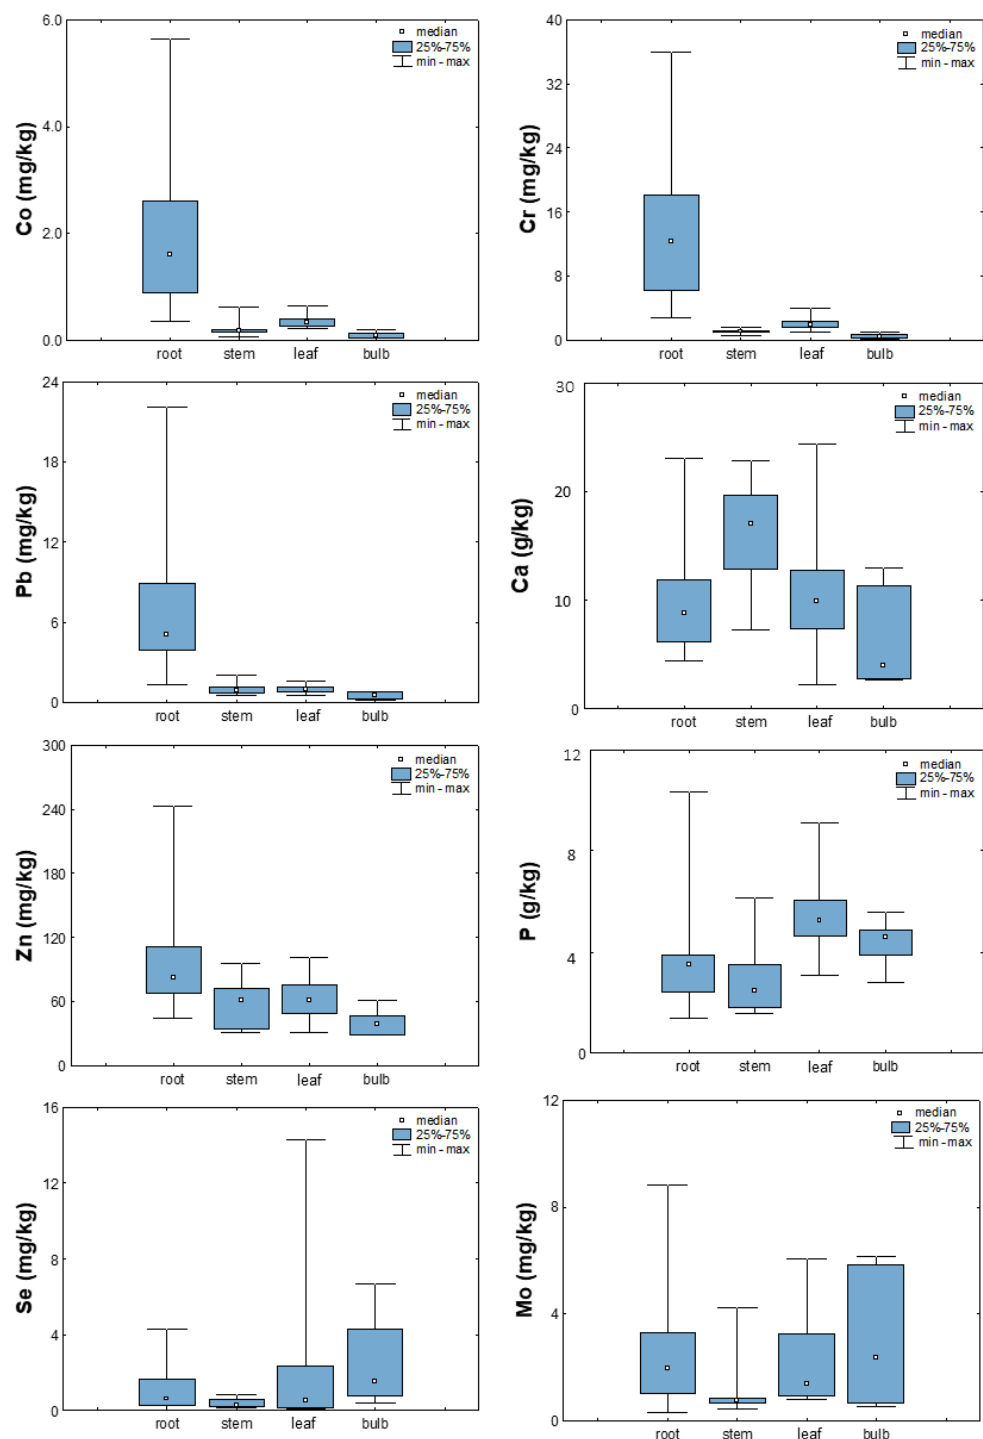 Co (mg/kg)
6.0
4.0
2.0
0.0
median
25%-75%
min - max
root stem leaf bulb
Cr (mg/kg)
40
32
24
16
8
0
median
25%-75%
min - max
root stem leaf bulb
Pb (mg/kg)
24
18
12
6
0
median
25%-75%
min - max
root stem leaf bulb
Ca (g/kg)
30
20
10
0
median
25%-75%
min - max
root stem leaf bulb
Zn (mg/kg)
300
240
180
120
60
0
median
25%-75%
min - max
root stem leaf bulb
P (g/kg)
12
8
4
0
median
25%-75%
min - max
root stem leaf bulb
Se (mg/kg)
16
12
8
4
0
median
25%-75%
min - max
root stem leaf bulb
Mo (mg/kg)
12
8
4
0
median
25%-75%
min - max
root stem leaf bulb